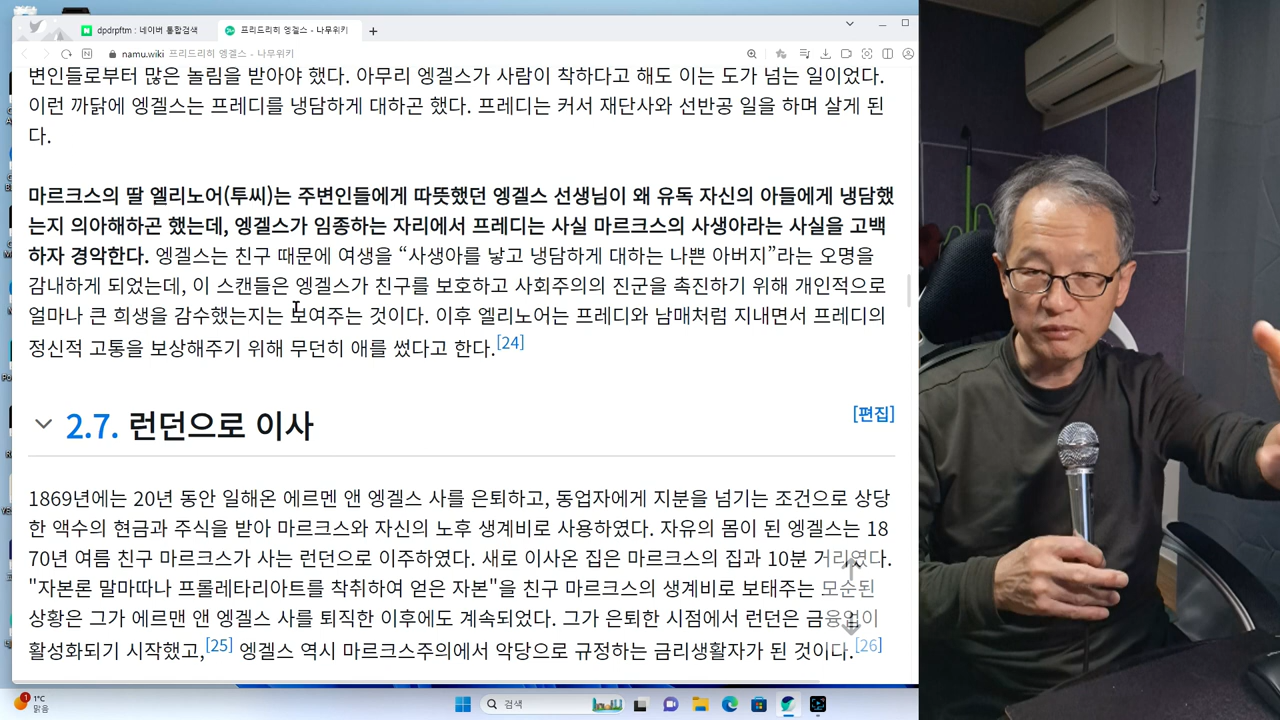 dpdrpftm : 네이버 통합검색
프리드리히 엥겔스 - 나무위키
namu.wiki 프리드리히 엥겔스 - 나무위키
변인들로부터 많은 놀림을 받아야 했다. 아무리 엥겔스가 사람이 착하다고 해도 이는 도가 넘는 일이었다.
이런 까닭에 엥겔스는 프레디를 냉담하게 대하곤 했다. 프레디는 커서 재단사와 선반공 일을 하며 살게 된
다.
마르크스의 딸 엘리노어(투씨)는 주변인들에게 따뜻했던 엥겔스 선생님이 왜 유독 자신의 아들에게 냉담했
는지 의아해하곤 했는데, 엥겔스가 임종하는 자리에서 프레디는 사실 마르크스의 사생아라는 사실을 고백
하자 경악한다. 엥겔스는 친구 때문에 여생을 “사생아를 낳고 냉담하게 대하는 나쁜 아버지”라는 오명을
감내하게 되었는데, 이 스캔들은 엥겔스가 친구를 보호하고 사회주의의 진군을 촉진하기 위해 개인적으로
얼마나 큰 희생을 감수했는지는 보여주는 것이다. 이후 엘리노어는 프레디와 남매처럼 지내면서 프레디의
정신적 고통을 보상해주기 위해 무던히 애를 썼다고 한다.[24]
2.7. 런던으로 이사
[편집]
1869년에는 20년 동안 일해온 에르멘 앤 엥겔스 사를 은퇴하고, 동업자에게 지분을 넘기는 조건으로 상당
한 액수의 현금과 주식을 받아 마르크스와 자신의 노후 생계비로 사용하였다. 자유의 몸이 된 엥겔스는 18
70년 여름 친구 마르크스가 사는 런던으로 이주하였다. 새로 이사온 집은 마르크스의 집과 10분 거리였다.
"자본론 말마따나 프롤레타리아트를 착취하여 얻은 자본"을 친구 마르크스의 생계비로 보태주는 모순된
상황은 그가 에르맨 앤 엥겔스 사를 퇴직한 이후에도 계속되었다. 그가 은퇴한 시점에서 런던은 금융업이
활성화되기 시작했고,[25] 엥겔스 역시 마르크스주의에서 악당으로 규정하는 금리생활자가 된 것이다.[26]
1
1°C
맑음
검색